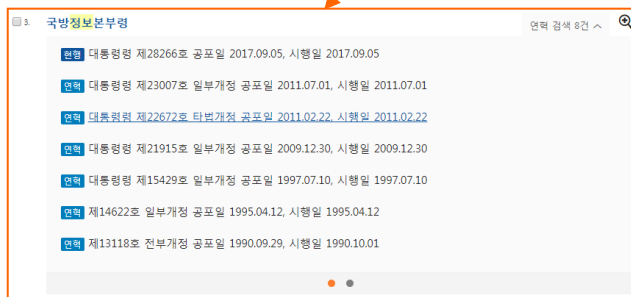 3. 국방정보본부령 연혁 검색 8건
현행 대통령령 제28266호 공포일 2017.09.05, 시행일 2017.09.05
연혁 대통령령 제23007호 일부개정 공포일 2011.07.01, 시행일 2011.07.01
연혁 대통령령 제22672호 타법개정 공포일 2011.02.22, 시행일 2011.02.22
연혁 대통령령 제21915호 일부개정 공포일 2009.12.30, 시행일 2009.12.30
연혁 대통령령 제15429호 일부개정 공포일 1997.07.10, 시행일 1997.07.10
연혁 제14622호 일부개정 공포일 1995.04.12, 시행일 1995.04.12
연혁 제13118호 전부개정 공포일 1990.09.29, 시행일 1990.10.01